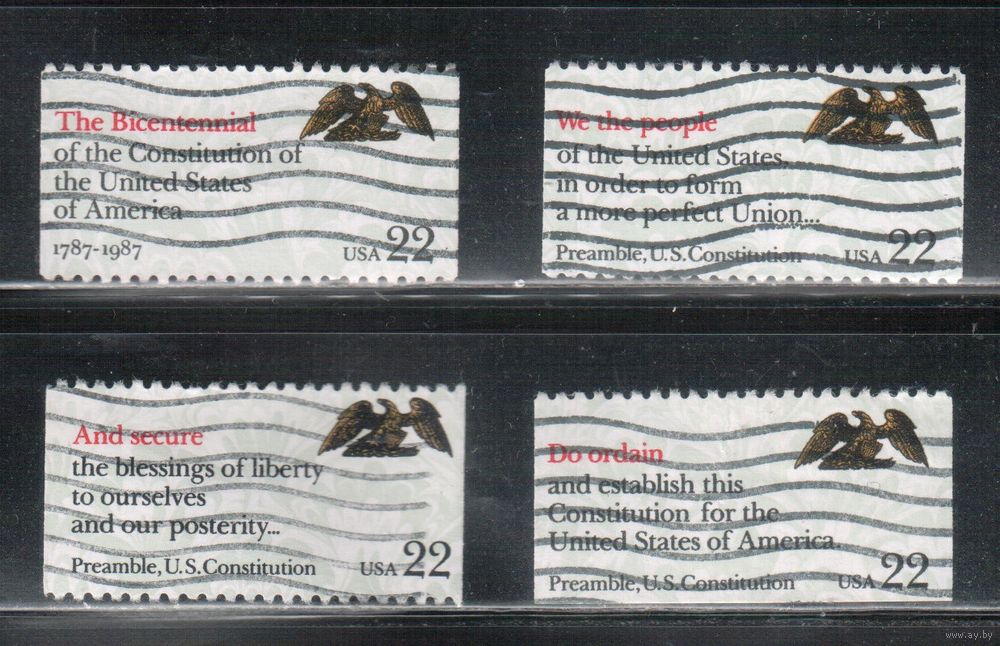 The Bicentennial
of the Constitution of
the United States
of America
1787-1987
USA 22
We the people
of the United States,
in order to form
a more perfect Union...
Preamble, U.S. Constitution
USA 22
And secure
the blessings of liberty
to ourselves
and our posterity...
Preamble, U.S. Constitution
USA 22
Do ordain
and establish this
Constitution for the
United States of America.
Preamble, U.S. Constitution
USA 22
www.ay.by